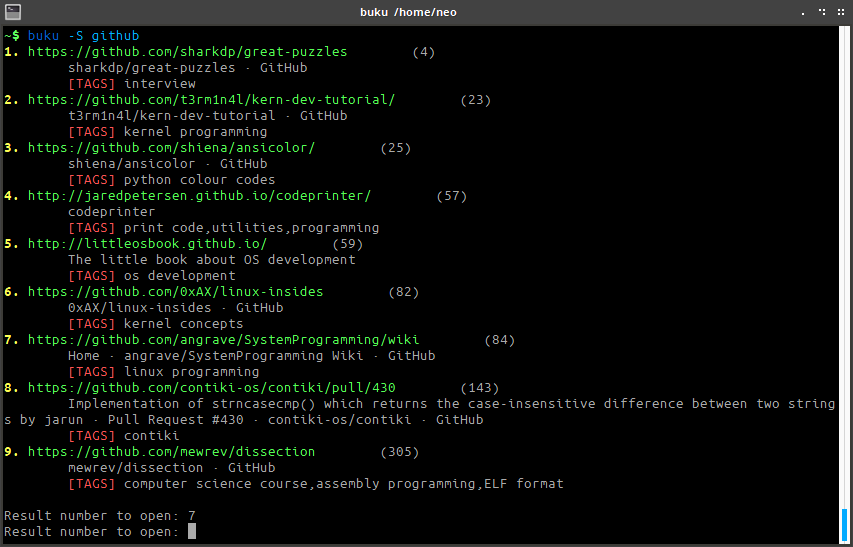 buku /home/neo
~$ buku -S github
1. https://github.com/sharkdp/great-puzzles (4)
sharkdp/great-puzzles - GitHub
[TAGS] interview
2. https://github.com/t3rm1n4l/kern-dev-tutorial/ (23)
t3rm1n4l/kern-dev-tutorial - GitHub
[TAGS] kernel programming
3. https://github.com/shiena/ansicolor/ (25)
shiena/ansicolor - GitHub
[TAGS] python colour codes
4. http://jaredpetersen.github.io/codeprinter/ (57)
codeprinter
[TAGS] print code,utilities,programming
5. http://littleosbook.github.io/ (59)
The little book about OS development
[TAGS] os development
6. https://github.com/0xAX/linux-insides (82)
0xAX/linux-insides - GitHub
[TAGS] kernel concepts
7. https://github.com/angrave/SystemProgramming/wiki (84)
Home - angrave/SystemProgramming Wiki - GitHub
[TAGS] linux programming
8. https://github.com/contiki-os/contiki/pull/430 (143)
Implementation of strncasecmp() which returns the case-insensitive difference between two string
s by jarun - Pull Request #430 - contiki-os/contiki - GitHub
[TAGS] contiki
9. https://github.com/mewrev/dissection (305)
mewrev/dissection - GitHub
[TAGS] computer science course,assembly programming,ELF format
Result number to open: 7
Result number to open: